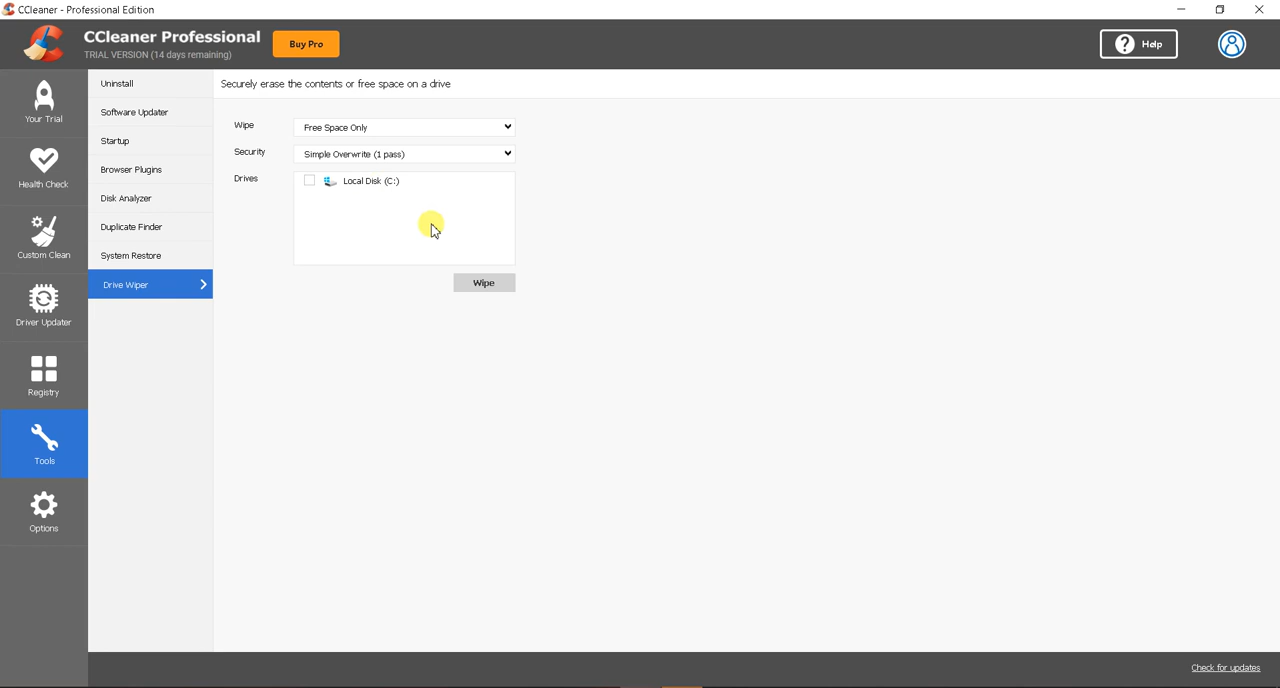 CCleaner - Professional Edition
CCleaner Professional
TRIAL VERSION (14 days remaining)
Buy Pro
Help
Your Trial
Health Check
Custom Clean
Driver Updater
Registry
Tools
Options
Uninstall
Software Updater
Startup
Browser Plugins
Disk Analyzer
Duplicate Finder
System Restore
Drive Wiper
Securely erase the contents or free space on a drive
Wipe Free Space Only
Security Simple Overwrite (1 pass)
Drives Local Disk (C:)
Wipe
Check for updates